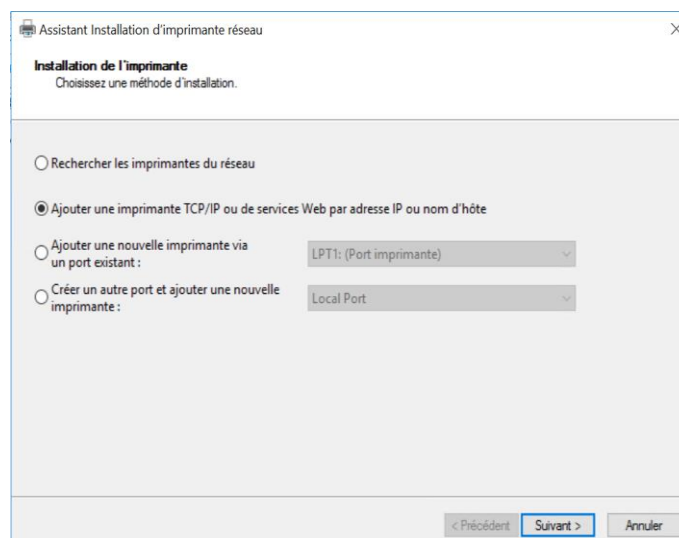 Assistant Installation d'imprimante réseau
Installation de l'imprimante
Choisissez une méthode d'installation.
Rechercher les imprimantes du réseau
Ajouter une imprimante TCP/IP ou de services Web par adresse IP ou nom d'hôte
Ajouter une nouvelle imprimante via
un port existant :
LPT1: (Port imprimante)
Créer un autre port et ajouter une nouvelle
imprimante :
Local Port
< Précédent
Suivant >
Annuler